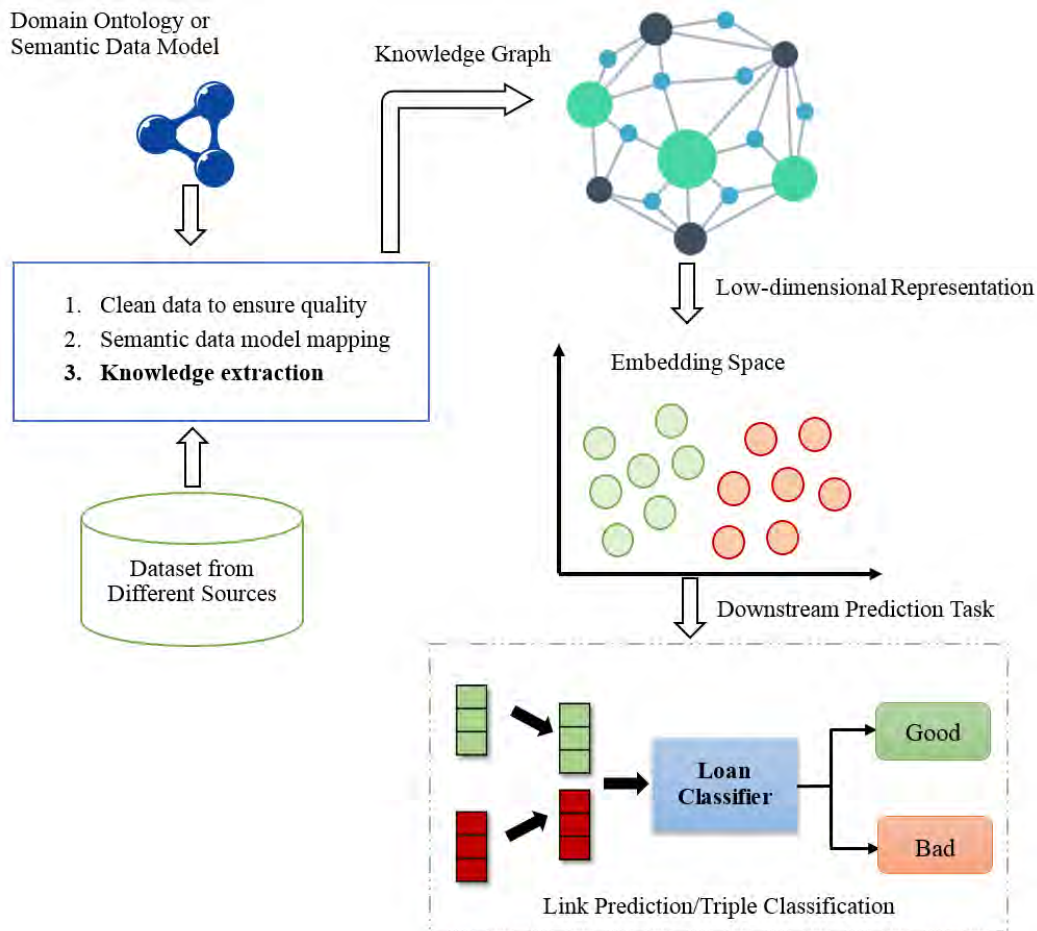 Domain Ontology or
Semantic Data Model
Knowledge Graph
1. Clean data to ensure quality
2. Semantic data model mapping
3. Knowledge extraction
Dataset from
Different Sources
Low-dimensional Representation
Embedding Space
Downstream Prediction Task
Loan
Classifier
Good
Bad
Link Prediction/Triple Classification